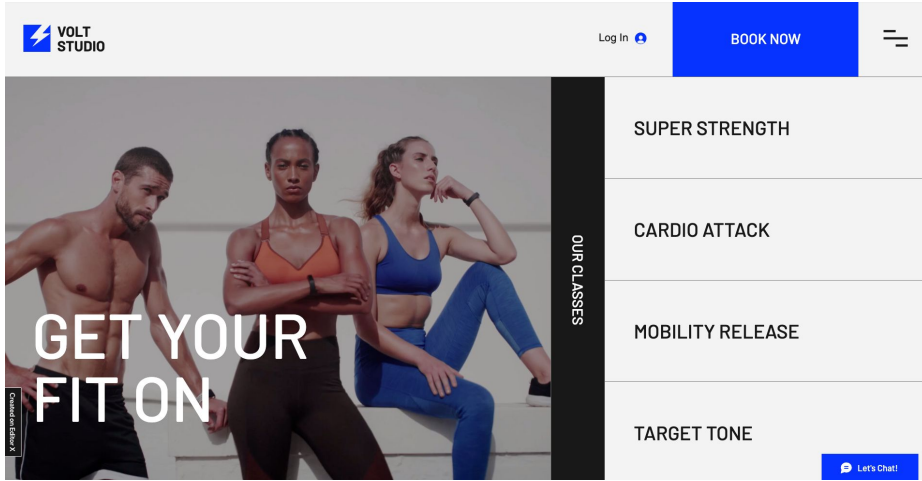 VOLT
STUDIO
Log In
BOOK NOW
GET YOUR
FIT ON
Created on Editor X
OUR CLASSES
SUPER STRENGTH
CARDIO ATTACK
MOBILITY RELEASE
TARGET TONE
Let's Chat!